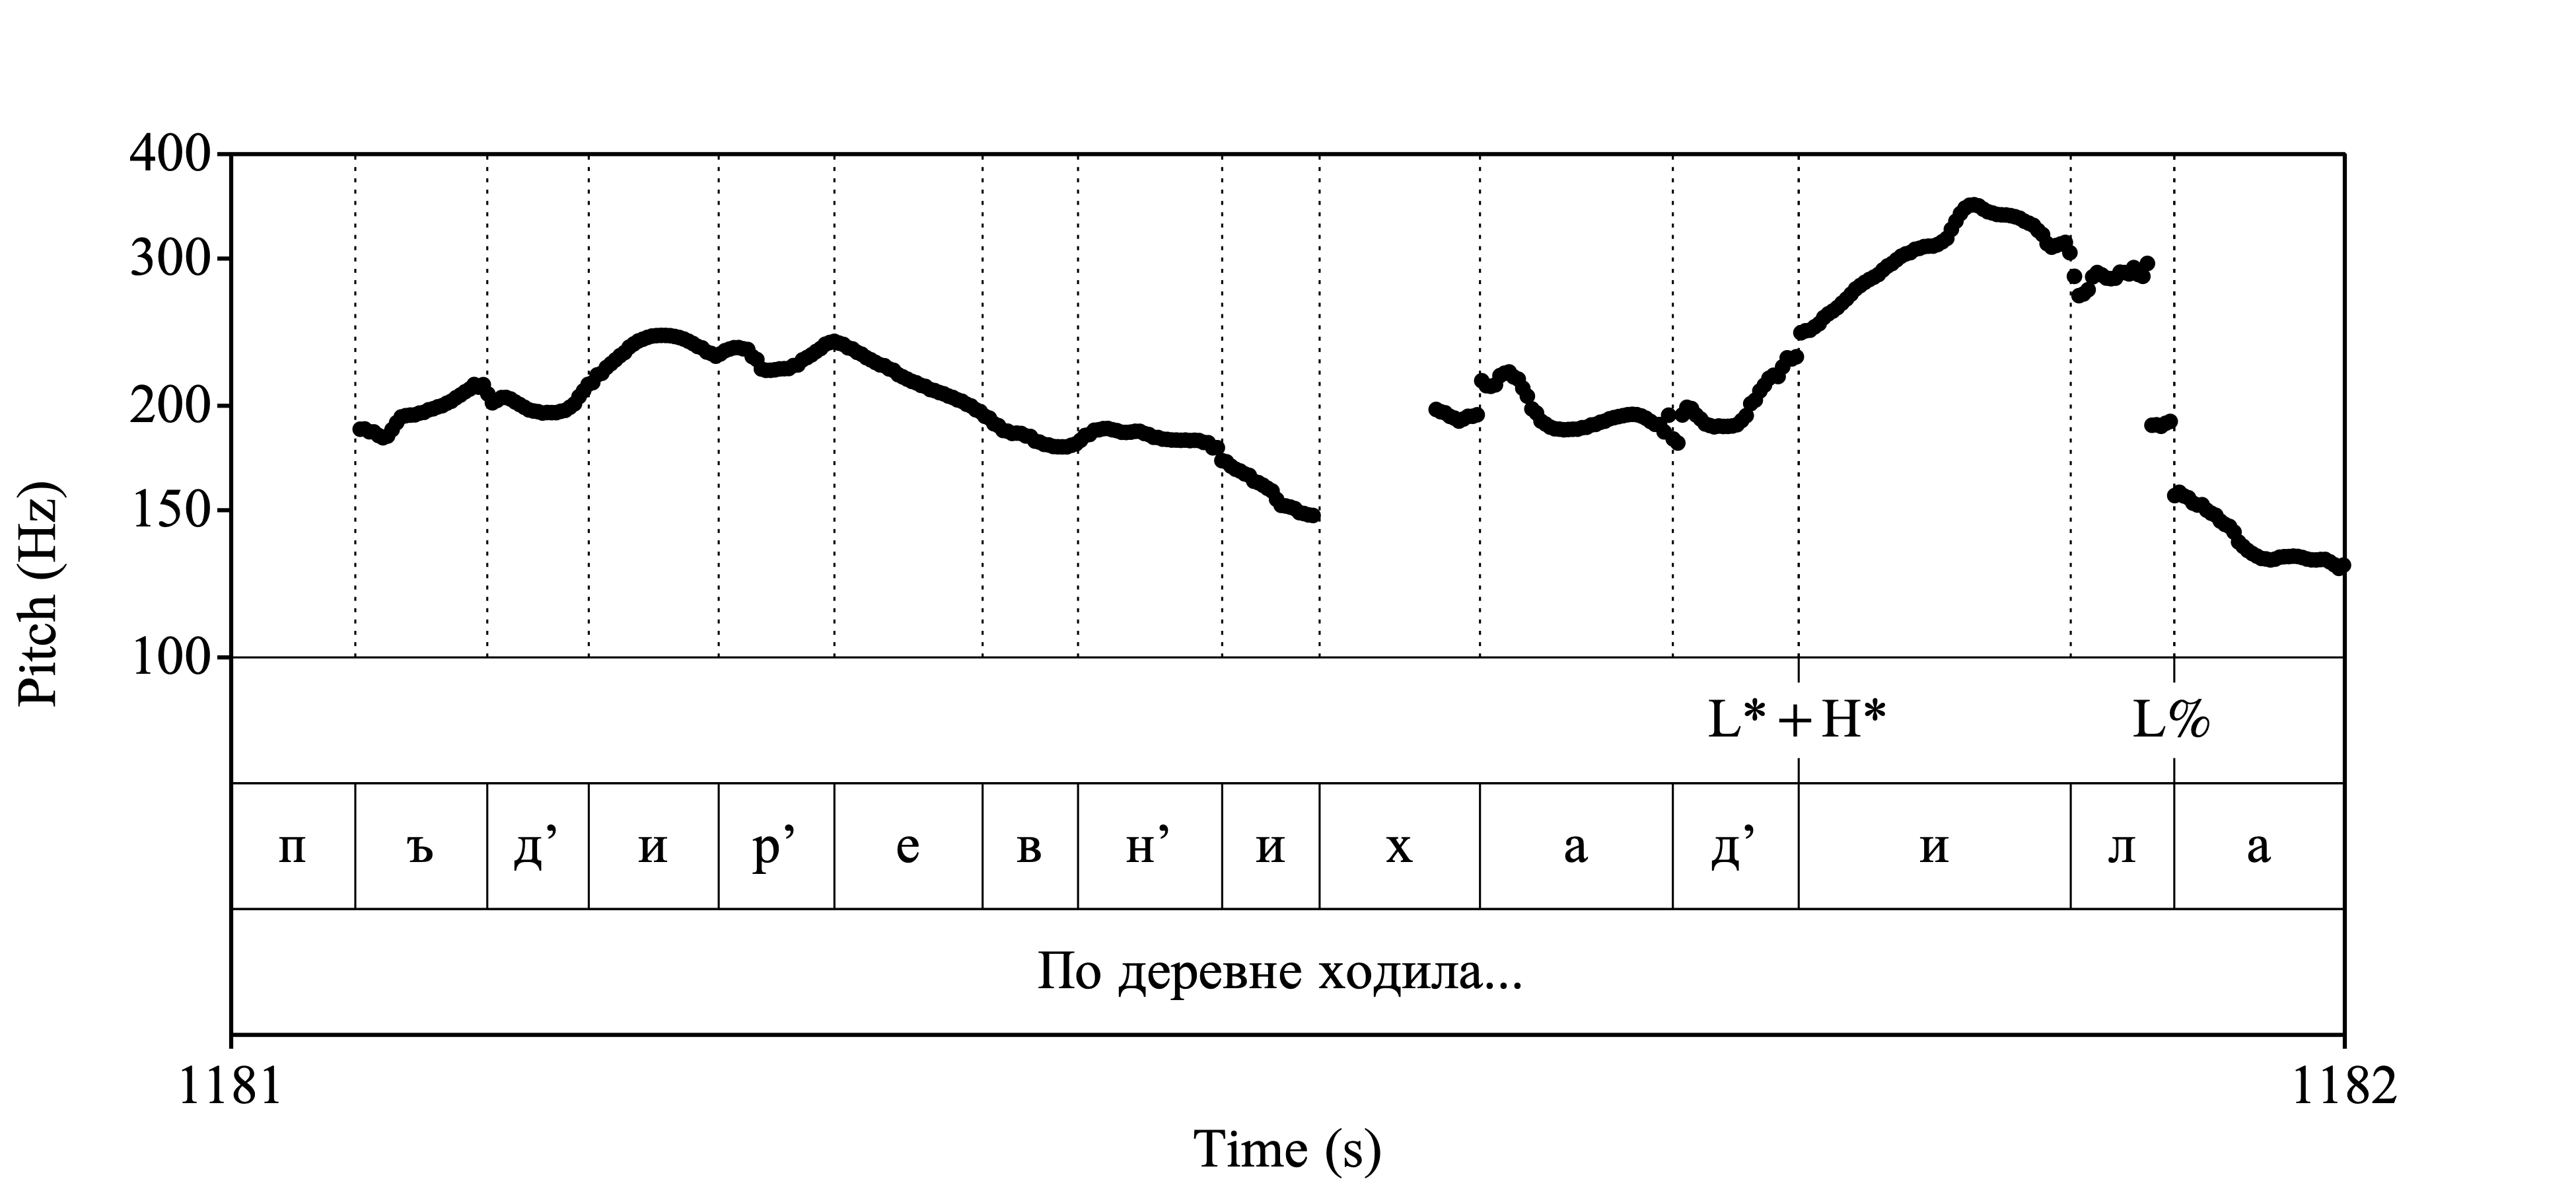 400
300
200
150
100
Pitch (Hz)
L*+H* L%
п ъ д’ и р’ е в н’ и х а д’ и л а
По деревне ходила...
1181 1182
Time (s)